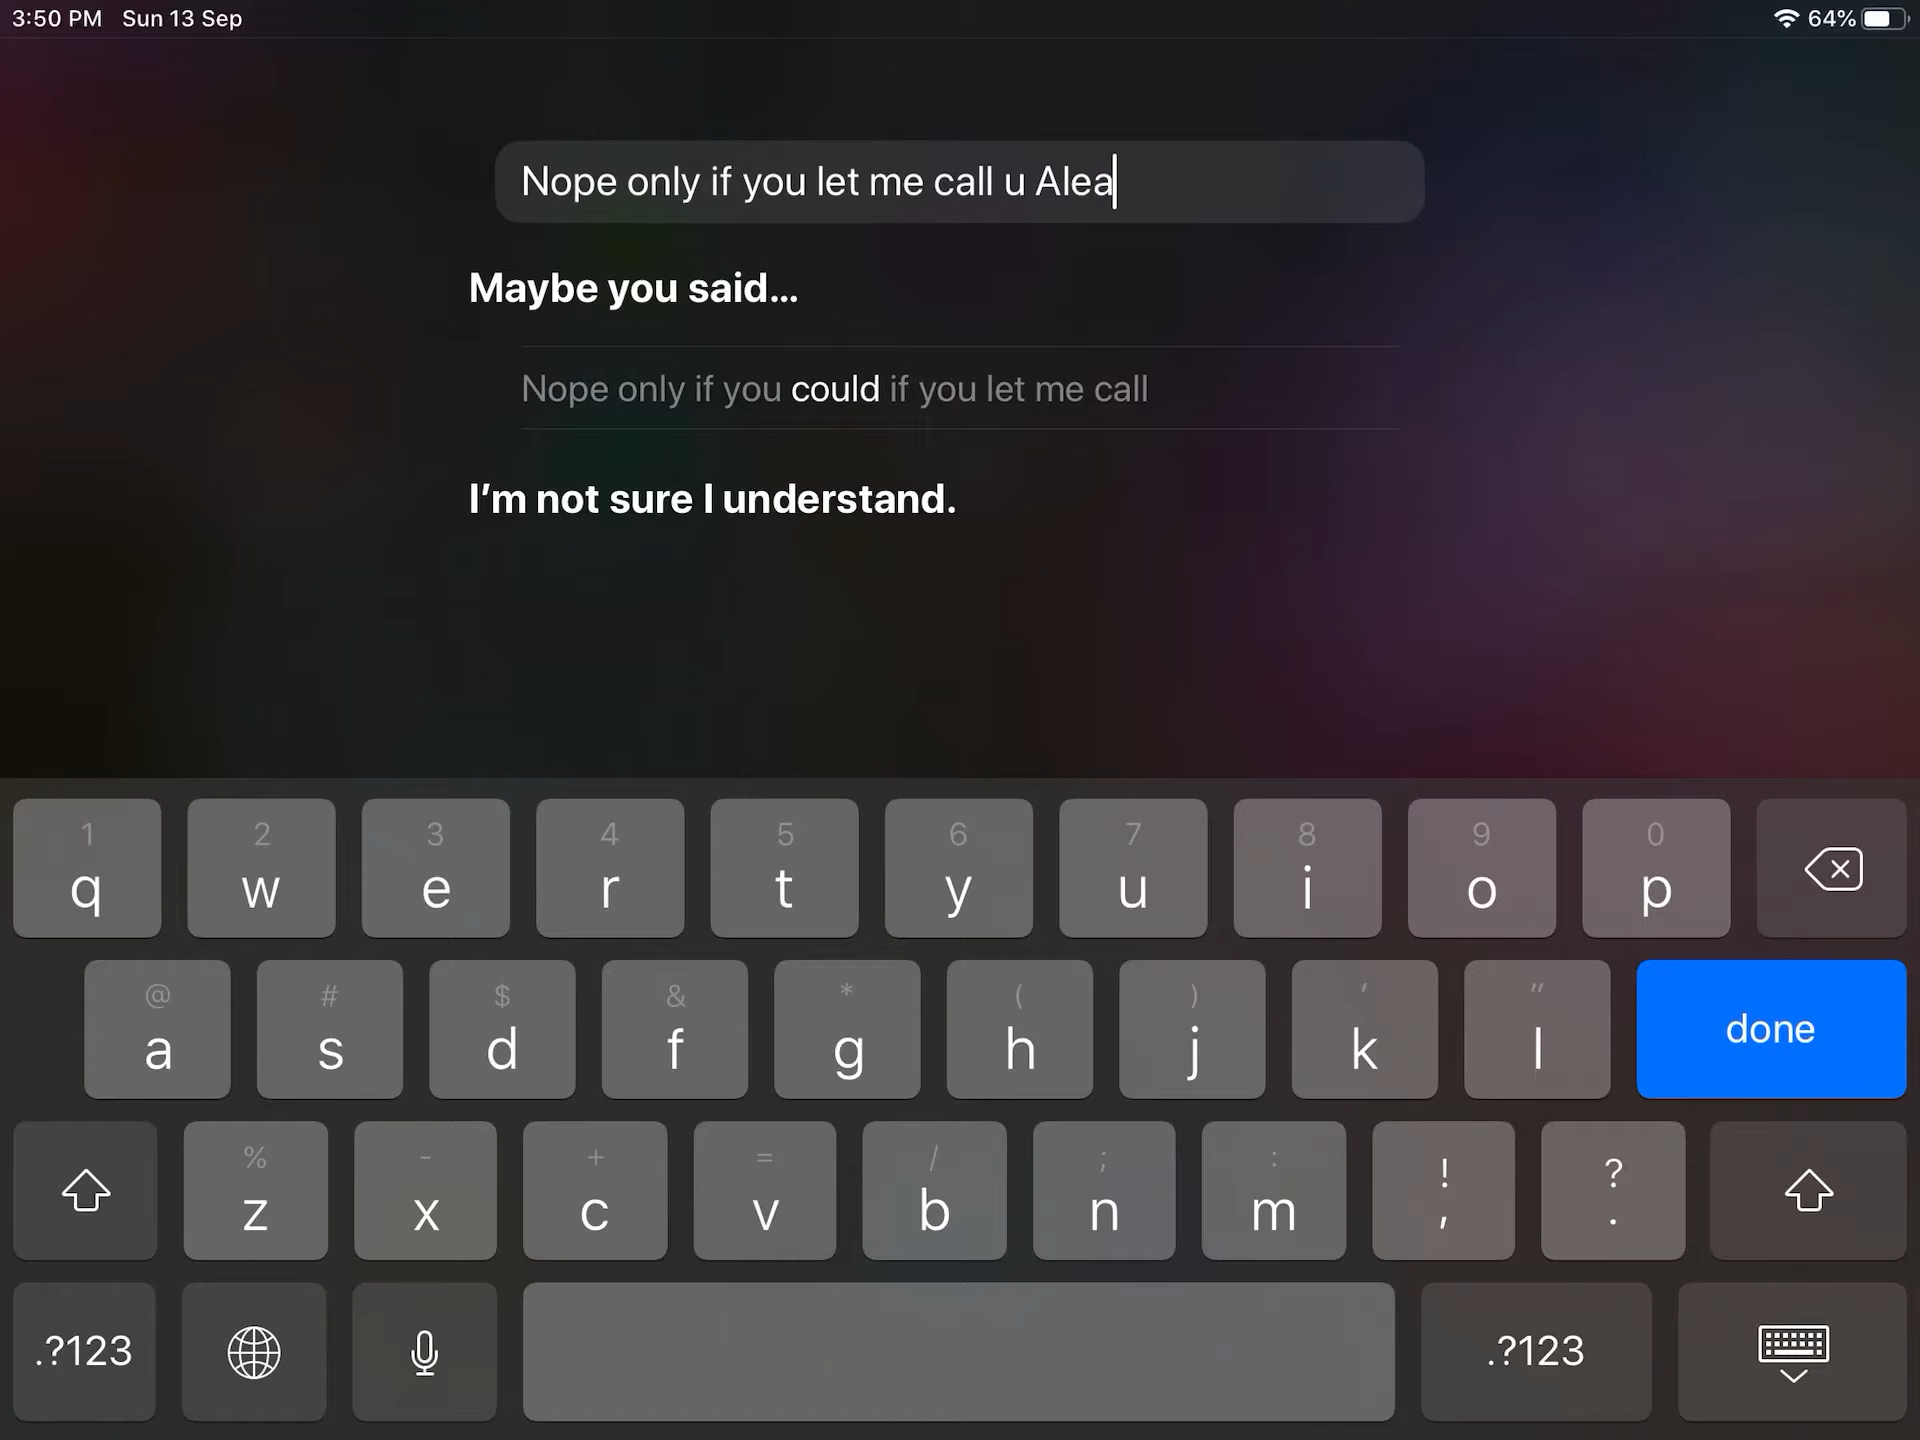 3:50 PM Sun 13 Sep 64%
Nope only if you let me call u Alea
Maybe you said...
Nope only if you could if you let me call
I’m not sure I understand.
1 2 3 4 5 6 7 8 9 0
q w e r t y u i o p
@ # $ & * ( ) ' "
a s d f g h j k l done
% - + = / ; : ! ?
z x c v b n m , .
.?123 .?123